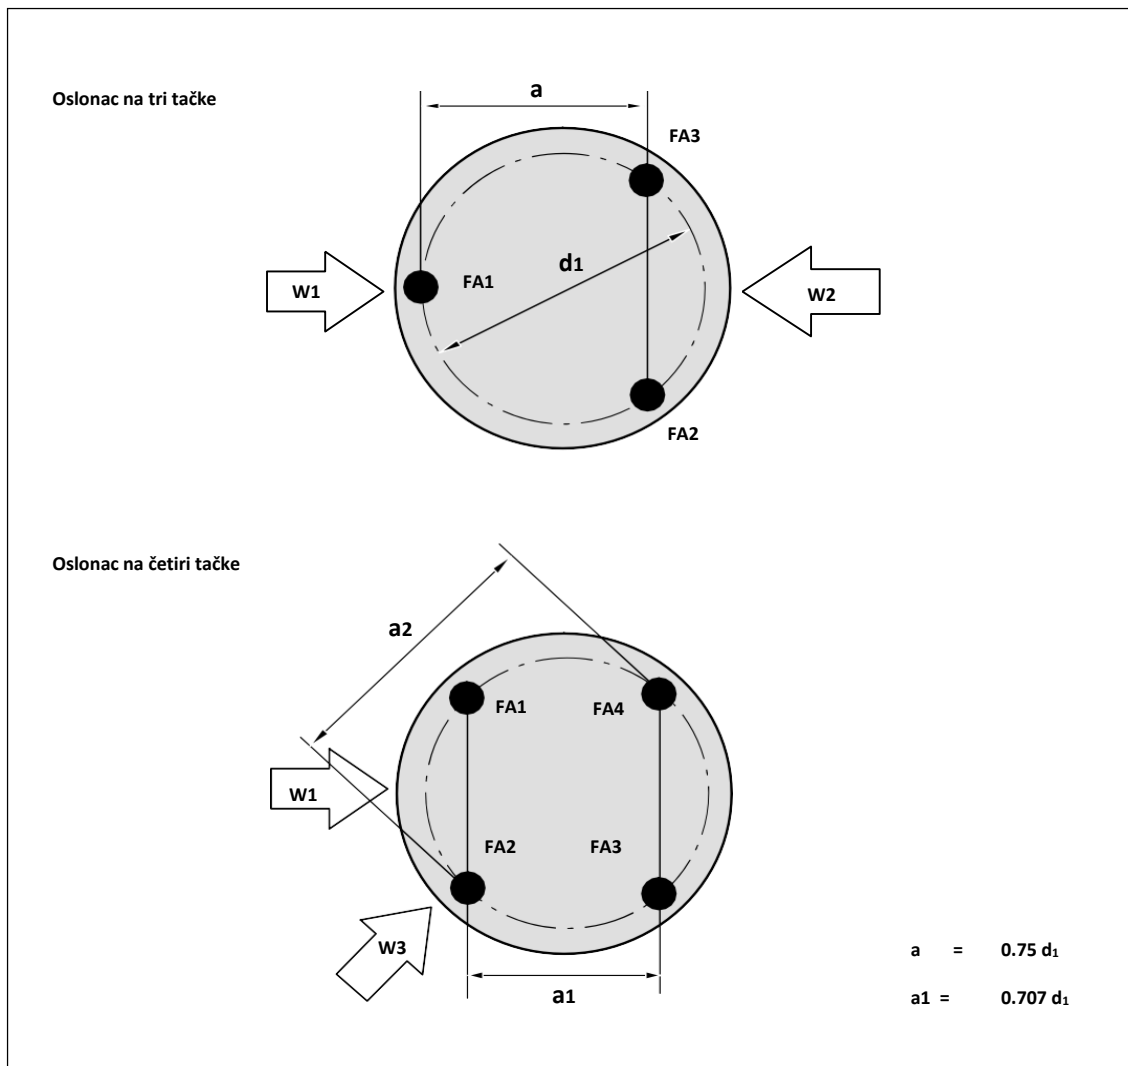 Oslonac na tri tačke
a
FA3
d1
W1
FA1
W2
FA2
Oslonac na četiri tačke
a2
FA1
FA4
W1
FA2
FA3
W3
a1
a = 0.75 d₁
a1 = 0.707 d₁